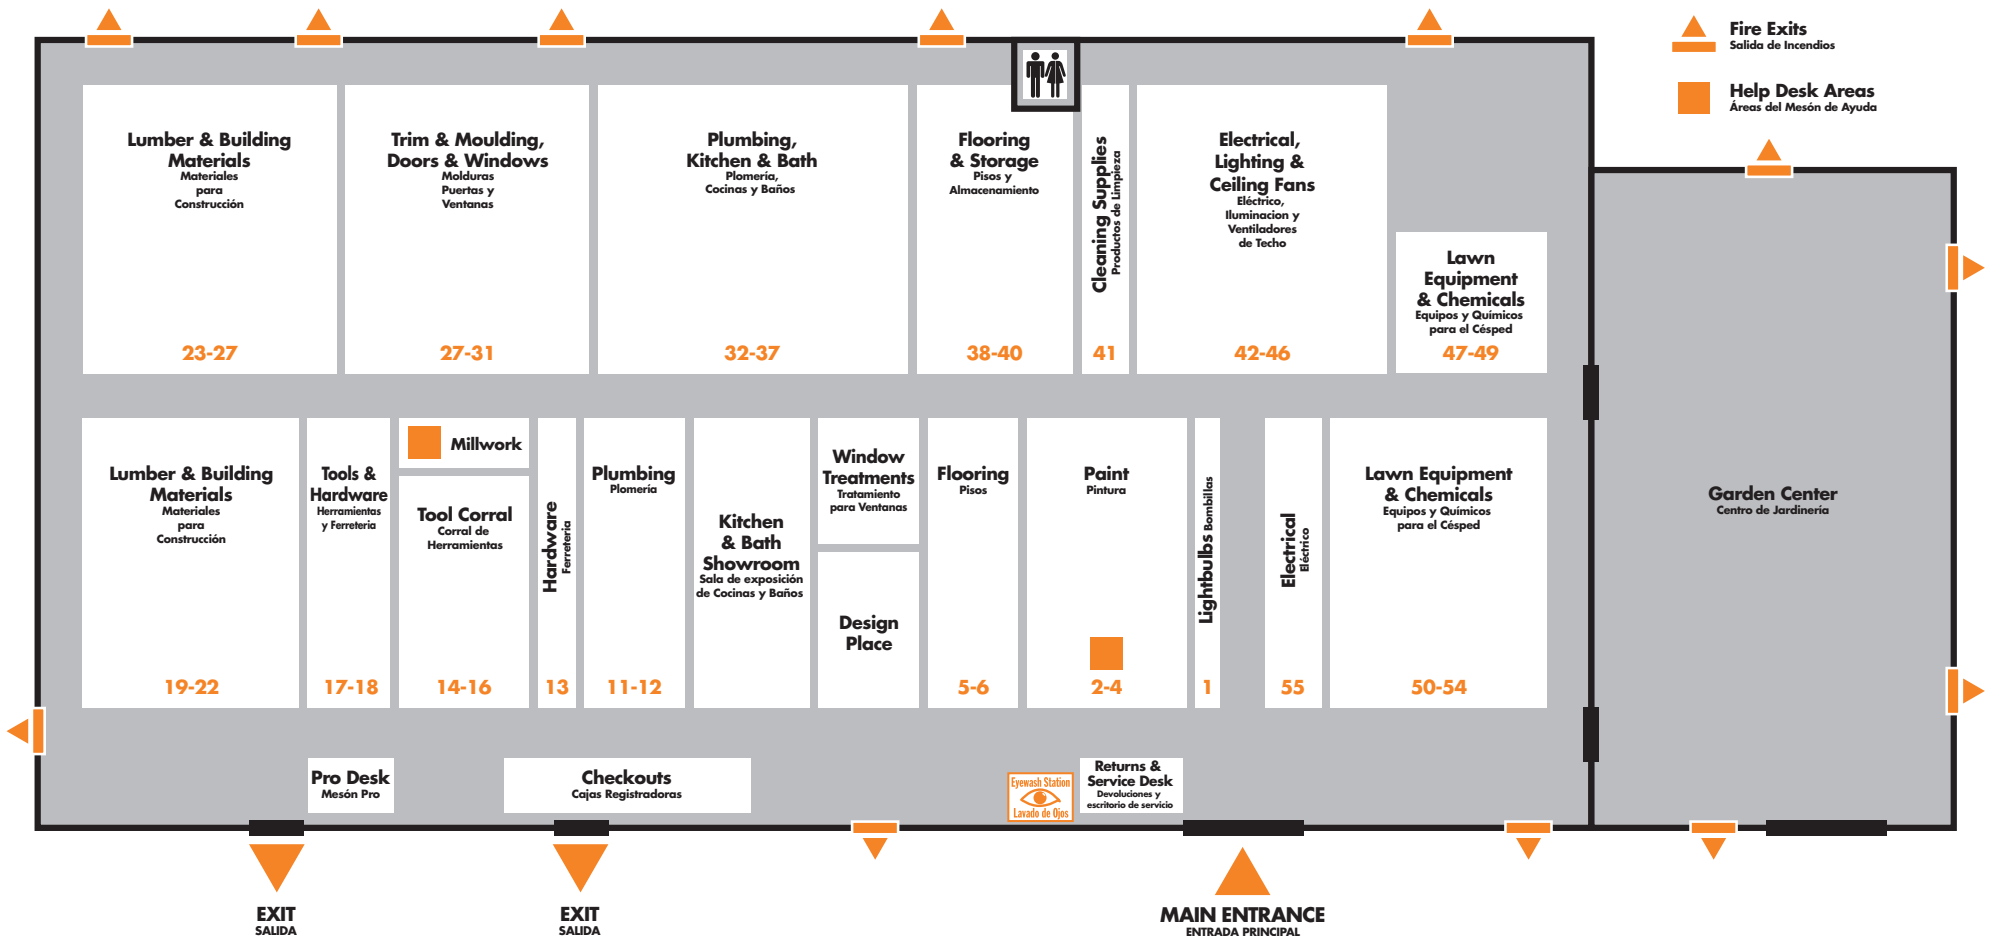 Fire Exits
Salida de Incendios
Help Desk Areas
Áreas del Mesón de Ayuda
Lumber & Building
Materials
Materiales
para
Construcción
23-27
Trim & Moulding,
Doors & Windows
Molduras
Puertas y
Ventanas
27-31
Plumbing,
Kitchen & Bath
Plomería,
Cocinas y Baños
32-37
Flooring
& Storage
Pisos y
Almacenamiento
38-40
Cleaning Supplies
Productos de Limpieza
41
Electrical,
Lighting &
Ceiling Fans
Eléctrico,
Iluminacion y
Ventiladores
de Techo
42-46
Lawn
Equipment
& Chemicals
Equipos y Químicos
para el Césped
47-49
Lumber & Building
Materials
Materiales
para
Construcción
19-22
Tools &
Hardware
Herramientas
y Ferreteria
17-18
Millwork
Tool Corral
Corral de
Herramientas
14-16
Hardware
Ferreteria
13
Plumbing
Plomería
11-12
Kitchen
& Bath
Showroom
Sala de exposición
de Cocinas y Baños
Window
Treatments
Tratamiento
para Ventanas
Design
Place
Flooring
Pisos
5-6
Paint
Pintura
2-4
Lightbulbs Bombillas
1
Electrical
Eléctrico
55
Lawn Equipment
& Chemicals
Equipos y Químicos
para el Césped
50-54
Garden Center
Centro de Jardinería
Pro Desk
Mesón Pro
Checkouts
Cajas Registradoras
Eyewash Station
Lavado de Ojos
Returns &
Service Desk
Devoluciones y
escritorio de servicio
EXIT
SALIDA
EXIT
SALIDA
MAIN ENTRANCE
ENTRADA PRINCIPAL